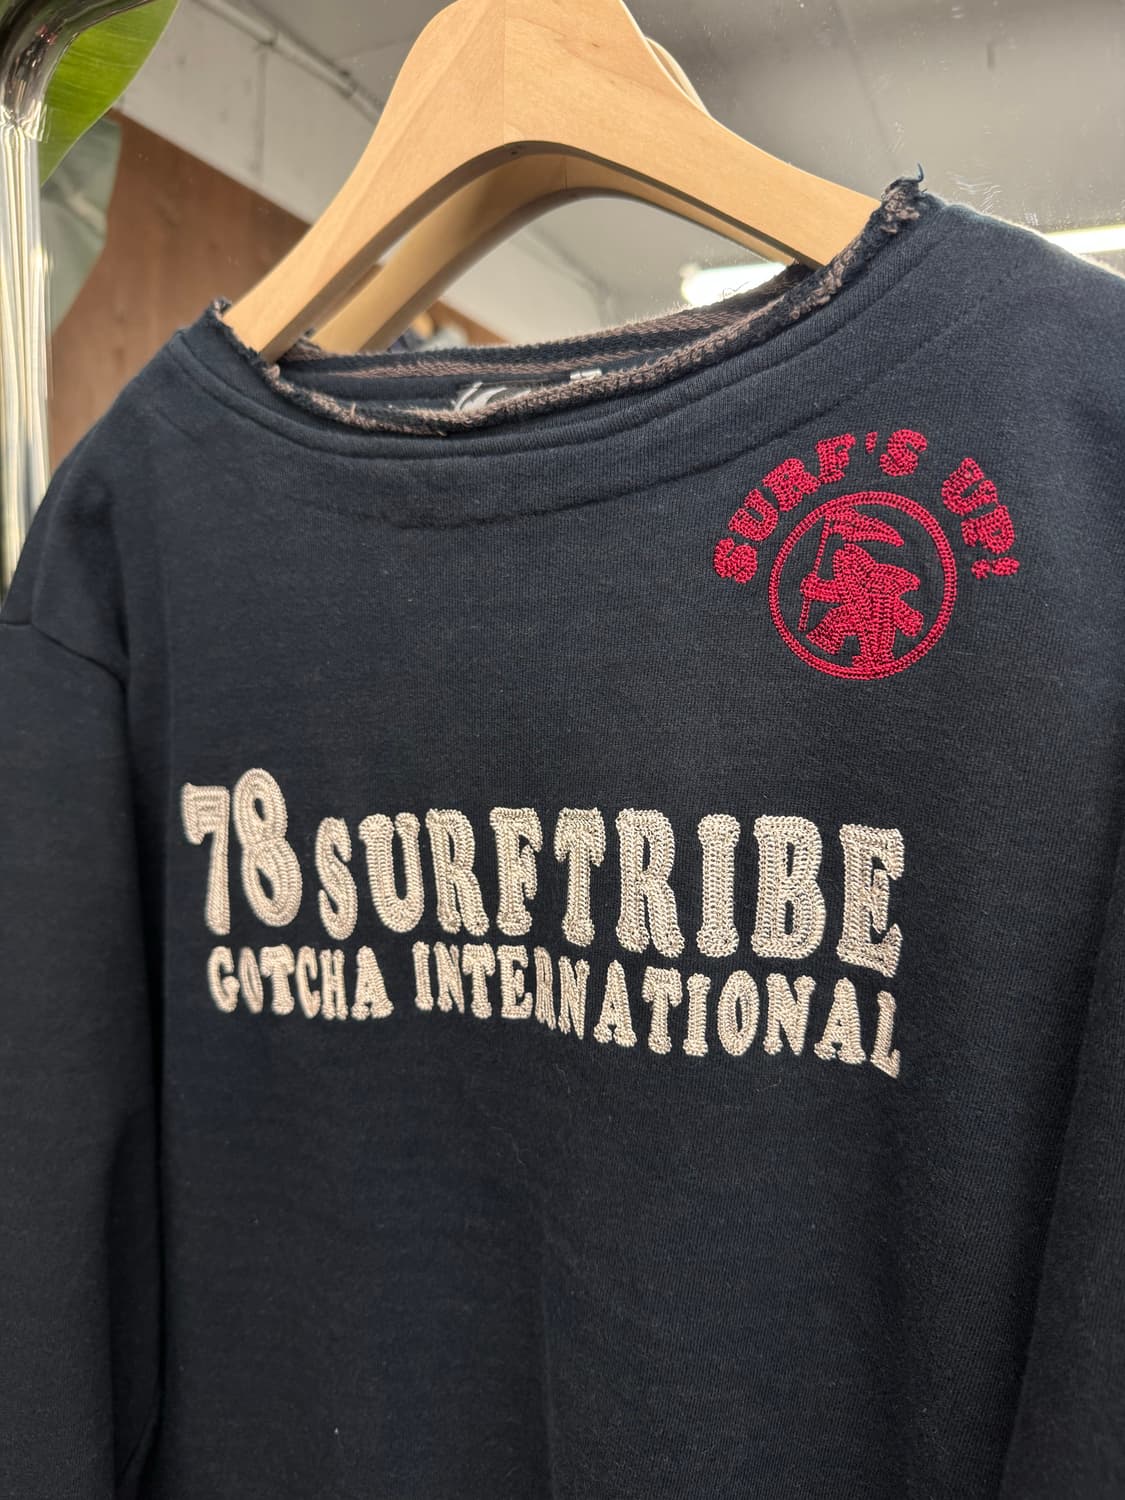 SURF'S UP!
78 SURFTRIBE
GOTCHA INTERNATIONAL